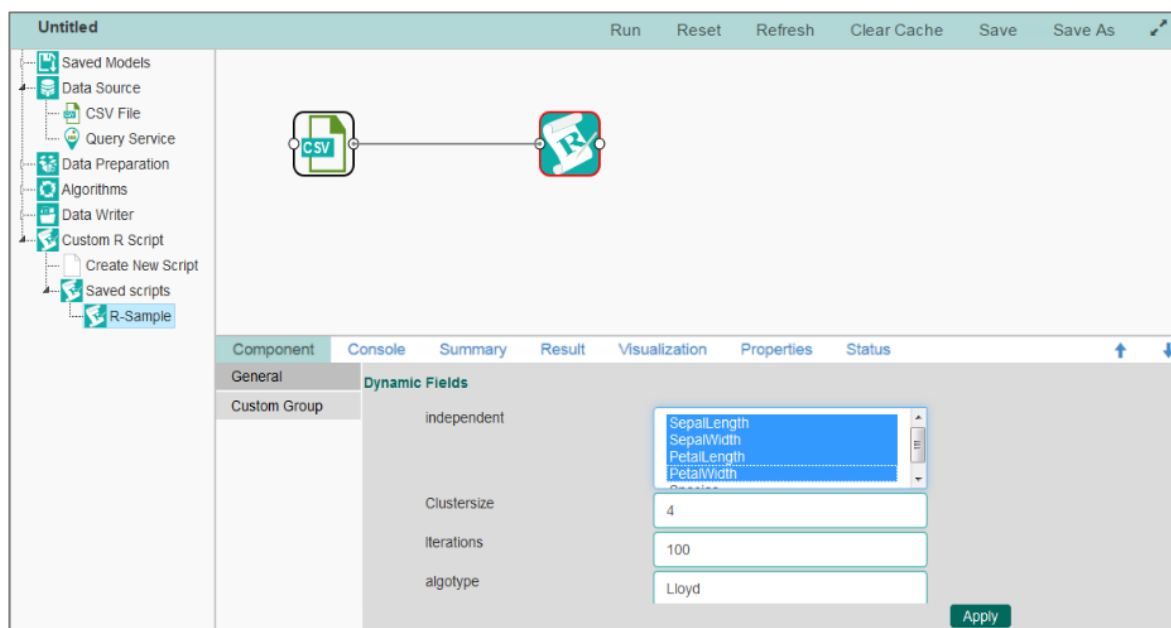 Untitled
Run Reset Refresh Clear Cache Save Save As
Saved Models
Data Source
CSV File
Query Service
Data Preparation
Algorithms
Data Writer
Custom R Script
Create New Script
Saved scripts
R-Sample
CSV
R
Component Console Summary Result Visualization Properties Status
General
Custom Group
Dynamic Fields
independent
SepalLength
SepalWidth
PetalLength
PetalWidth
Species
Clustersize
4
Iterations
100
algotype
Lloyd
Apply